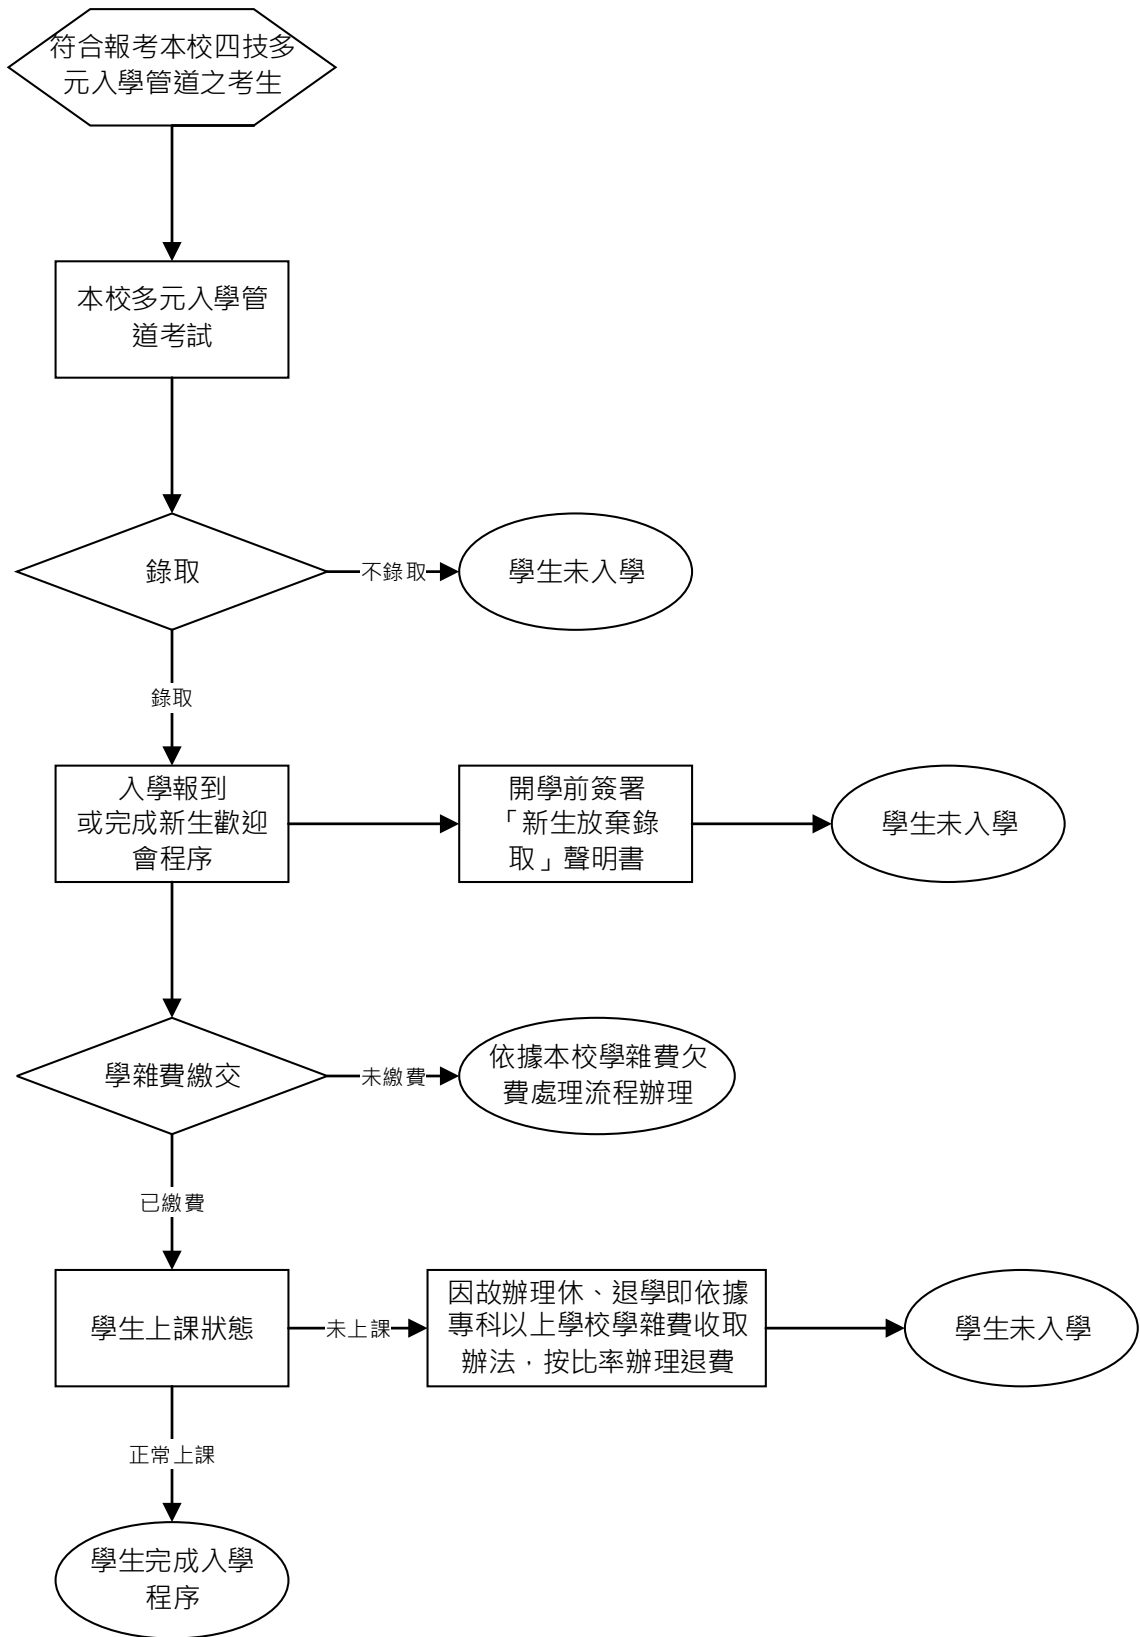 符合報考本校四技多
元入學管道之考生
本校多元入學管
道考試
錄取
不錄取
學生未入學
錄取
入學報到
或完成新生歡迎
會程序
開學前簽署
「新生放棄錄
取」聲明書
學生未入學
學雜費繳交
未繳費
依據本校學雜費欠
費處理流程辦理
已繳費
學生上課狀態
未上課
因故辦理休、退學即依據
專科以上學校學雜費收取
辦法，按比率辦理退費
學生未入學
正常上課
學生完成入學
程序